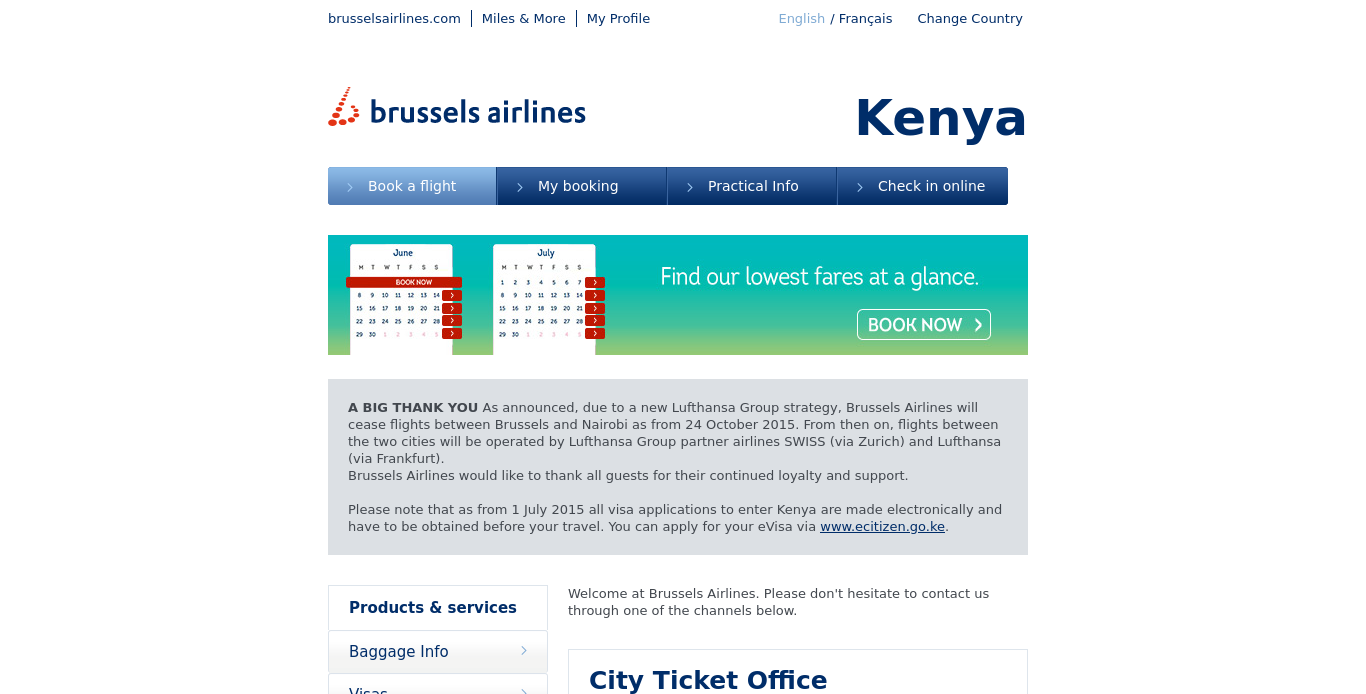 brusselsairlines.com
Miles & More
My Profile
English / Français
Change Country
brussels airlines
Kenya
Book a flight
My booking
Practical Info
Check in online
June
M T W T F S S
BOOK NOW
8 9 10 11 12 13 14
15 16 17 18 19 20 21
22 23 24 25 26 27 28
29 30 1 2 3 4 5
July
M T W T F S S
1 2 3 4 5 6 7
8 9 10 11 12 13 14
15 16 17 18 19 20 21
22 23 24 25 26 27 28
29 30 1 2 3 4 5
Find our lowest fares at a glance.
BOOK NOW
A BIG THANK YOU As announced, due to a new Lufthansa Group strategy, Brussels Airlines will
cease flights between Brussels and Nairobi as from 24 October 2015. From then on, flights between
the two cities will be operated by Lufthansa Group partner airlines SWISS (via Zurich) and Lufthansa
(via Frankfurt).
Brussels Airlines would like to thank all guests for their continued loyalty and support.
Please note that as from 1 July 2015 all visa applications to enter Kenya are made electronically and
have to be obtained before your travel. You can apply for your eVisa via www.ecitizen.go.ke.
Products & services
Baggage Info
Visas
Welcome at Brussels Airlines. Please don't hesitate to contact us
through one of the channels below.
City Ticket Office